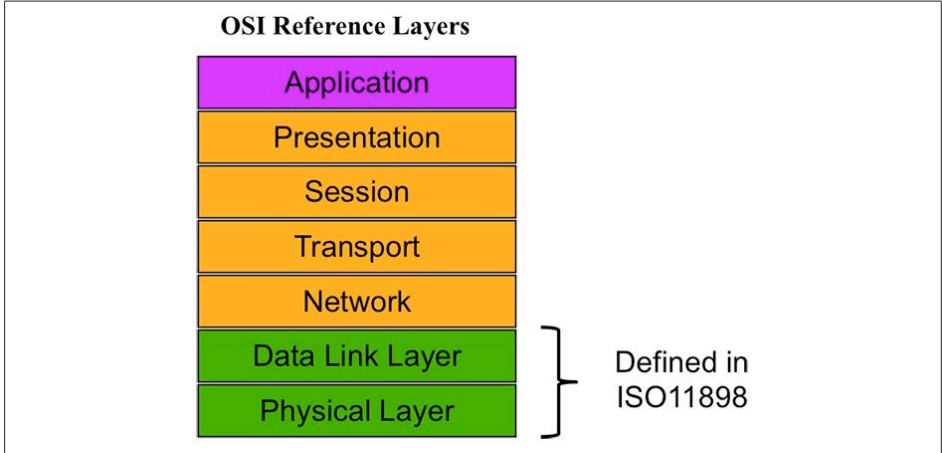 OSI Reference Layers
Application
Presentation
Session
Transport
Network
Data Link Layer
Physical Layer
Defined in
ISO11898